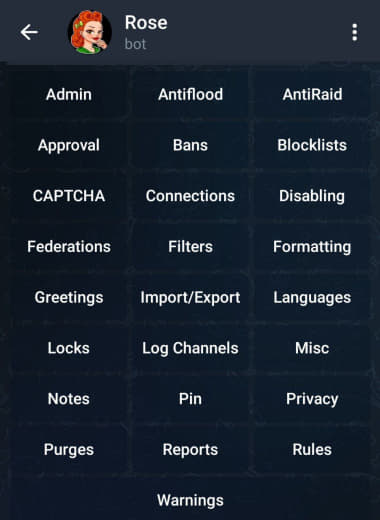 Rose
bot
Admin Antiflood AntiRaid
Approval Bans Blocklists
CAPTCHA Connections Disabling
Federations Filters Formatting
Greetings Import/Export Languages
Locks Log Channels Misc
Notes Pin Privacy
Purges Reports Rules
Warnings